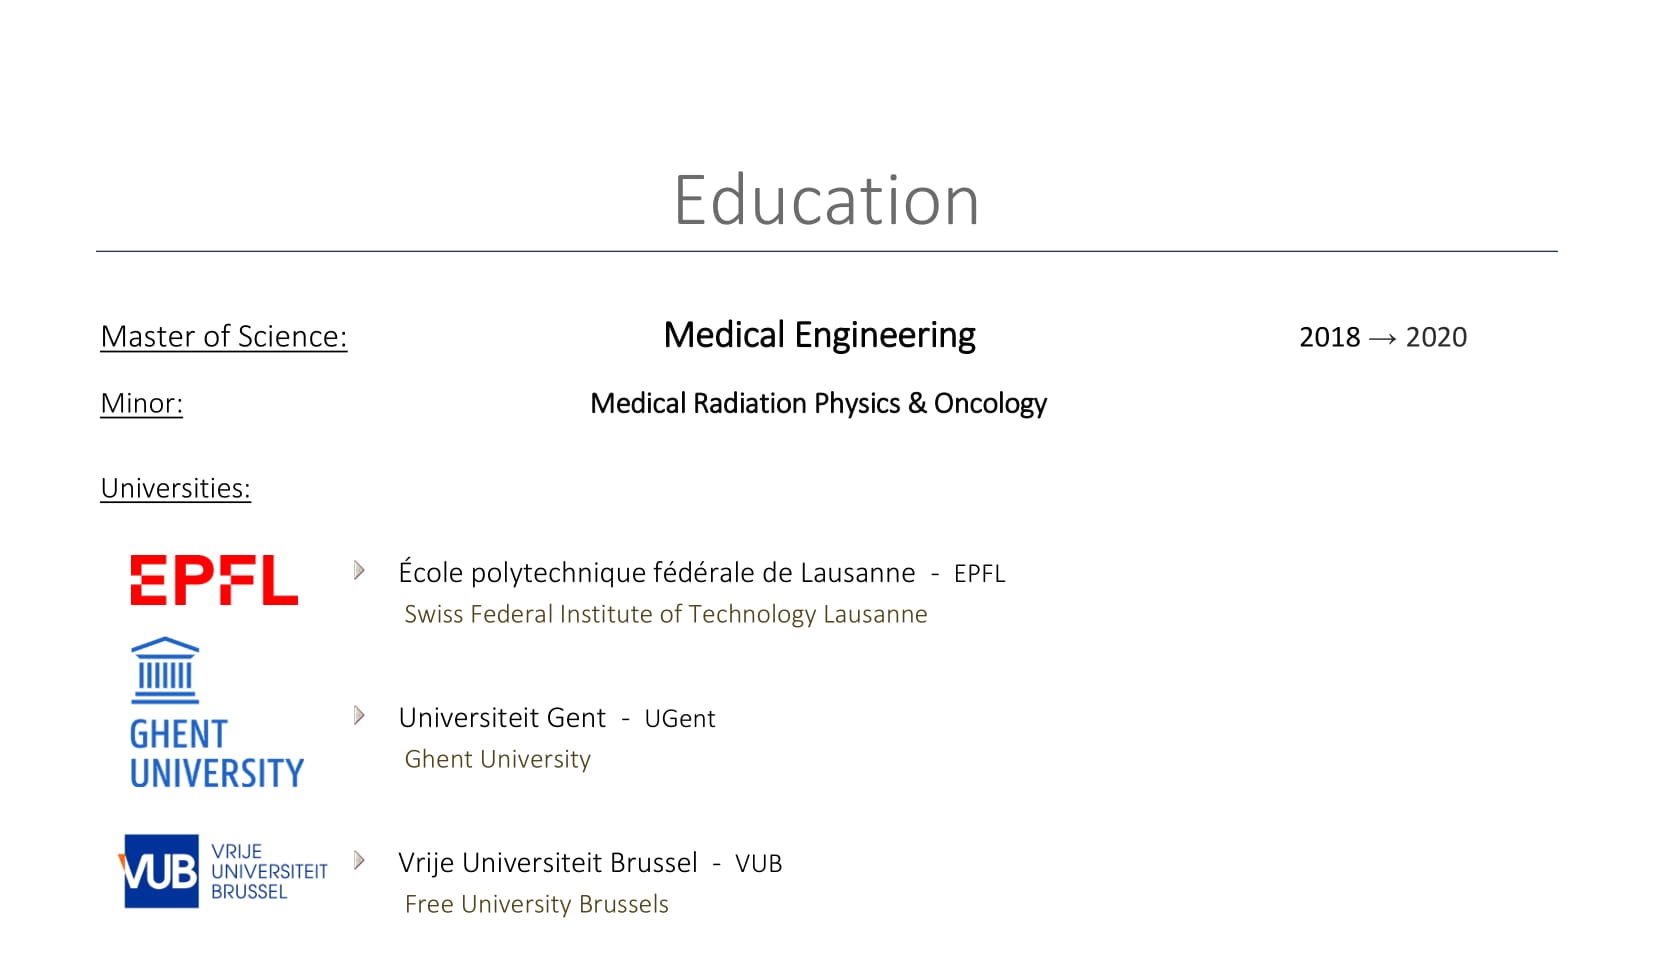 Education
Master of Science: Medical Engineering 2018 → 2020
Minor: Medical Radiation Physics & Oncology
Universities:
EPFL École polytechnique fédérale de Lausanne - EPFL
Swiss Federal Institute of Technology Lausanne
GHENT
UNIVERSITY
Universiteit Gent - UGent
Ghent University
VUB
VRIJE
UNIVERSITEIT
BRUSSEL
Vrije Universiteit Brussel - VUB
Free University Brussels